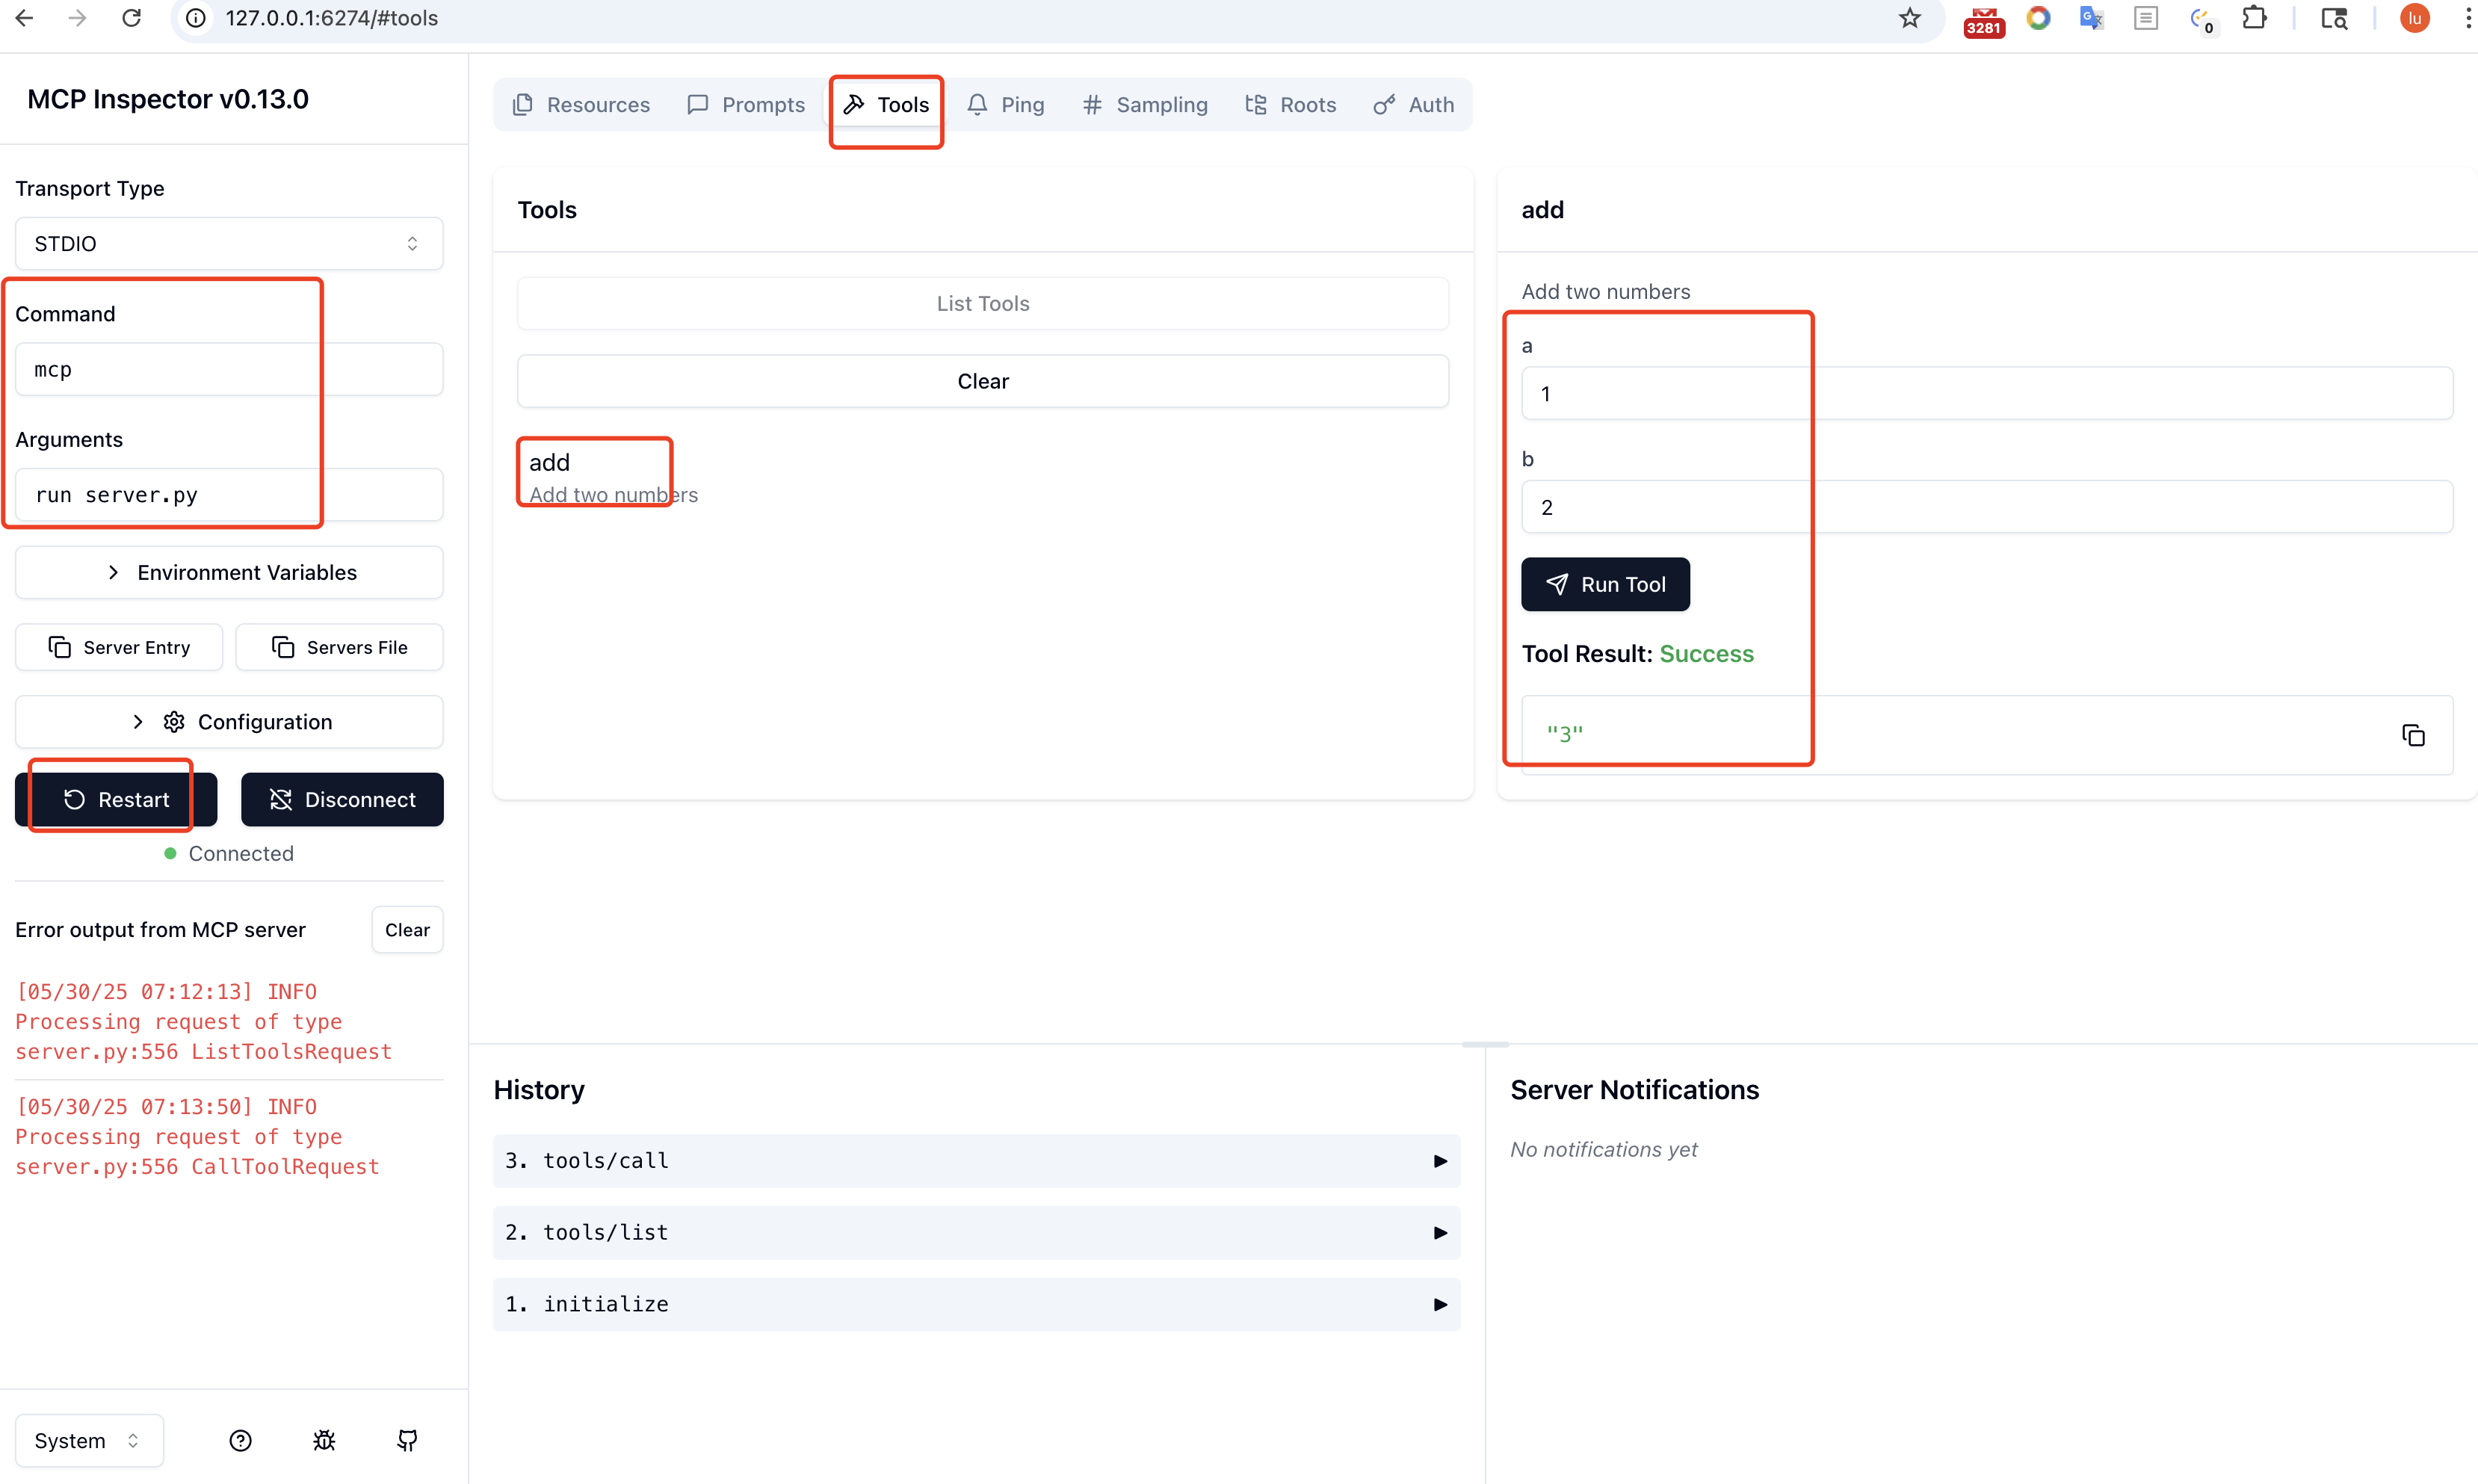 127.0.0.1:6274/#tools
3281
0
lu
MCP Inspector v0.13.0
Transport Type
STDIO
Command
mcp
Arguments
run server.py
Environment Variables
Server Entry
Servers File
Configuration
Restart
Disconnect
Connected
Error output from MCP server
Clear
[05/30/25 07:12:13] INFO
Processing request of type
server.py:556 ListToolsRequest
[05/30/25 07:13:50] INFO
Processing request of type
server.py:556 CallToolRequest
System
Resources
Prompts
Tools
Ping
Sampling
Roots
Auth
Tools
List Tools
Clear
add
Add two numbers
add
Add two numbers
a
1
b
2
Run Tool
Tool Result: Success
"3"
History
3. tools/call
2. tools/list
1. initialize
Server Notifications
No notifications yet